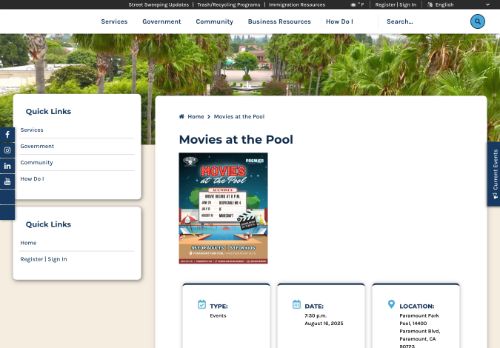 Street Sweeping Updates | Trash/Recycling Programs | Immigration Resources
° F | Register | Sign In English
Services Government Community Business Resources How Do I Search...
Quick Links
Services
Government
Community
How Do I
Quick Links
Home
Register | Sign In
Current Events
Home > Movies at the Pool
Movies at the Pool
MOVIES
at the Pool
TYPE:
Events
DATE:
7:30 p.m.
August 16, 2025
LOCATION:
Paramount Park
Pool, 14400
Paramount Blvd,
Paramount, CA
90723